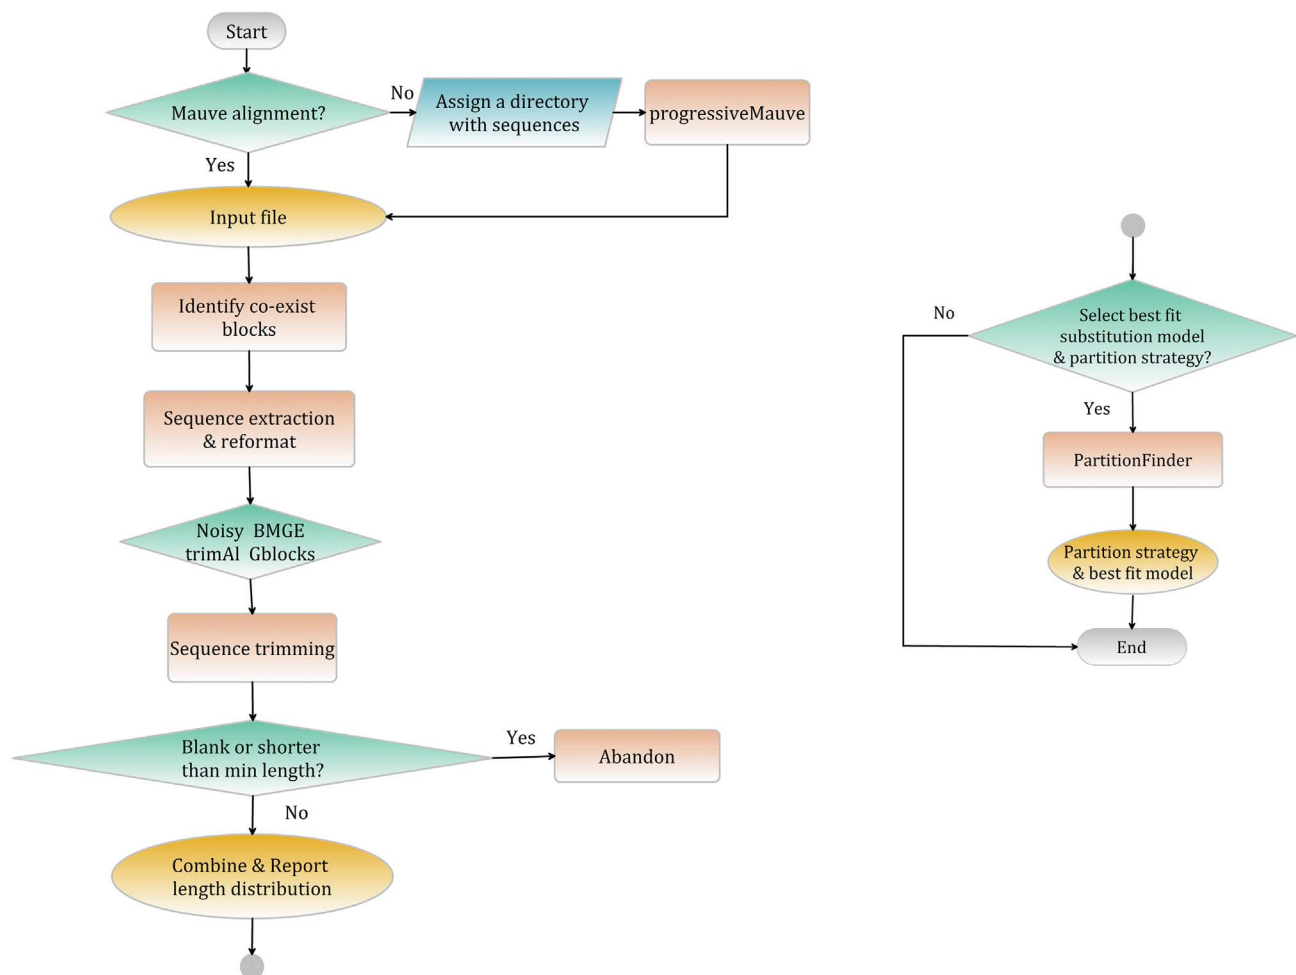 Start
Mauve alignment?
No
Assign a directory
with sequences
progressiveMauve
Yes
Input file
Identify co-exist
blocks
Sequence extraction
& reformat
Noisy BMGE
trimAl Gblocks
Sequence trimming
Blank or shorter
than min length?
Yes
Abandon
No
Combine & Report
length distribution
Select best fit
substitution model
& partition strategy?
No
Yes
PartitionFinder
Partition strategy
& best fit model
End